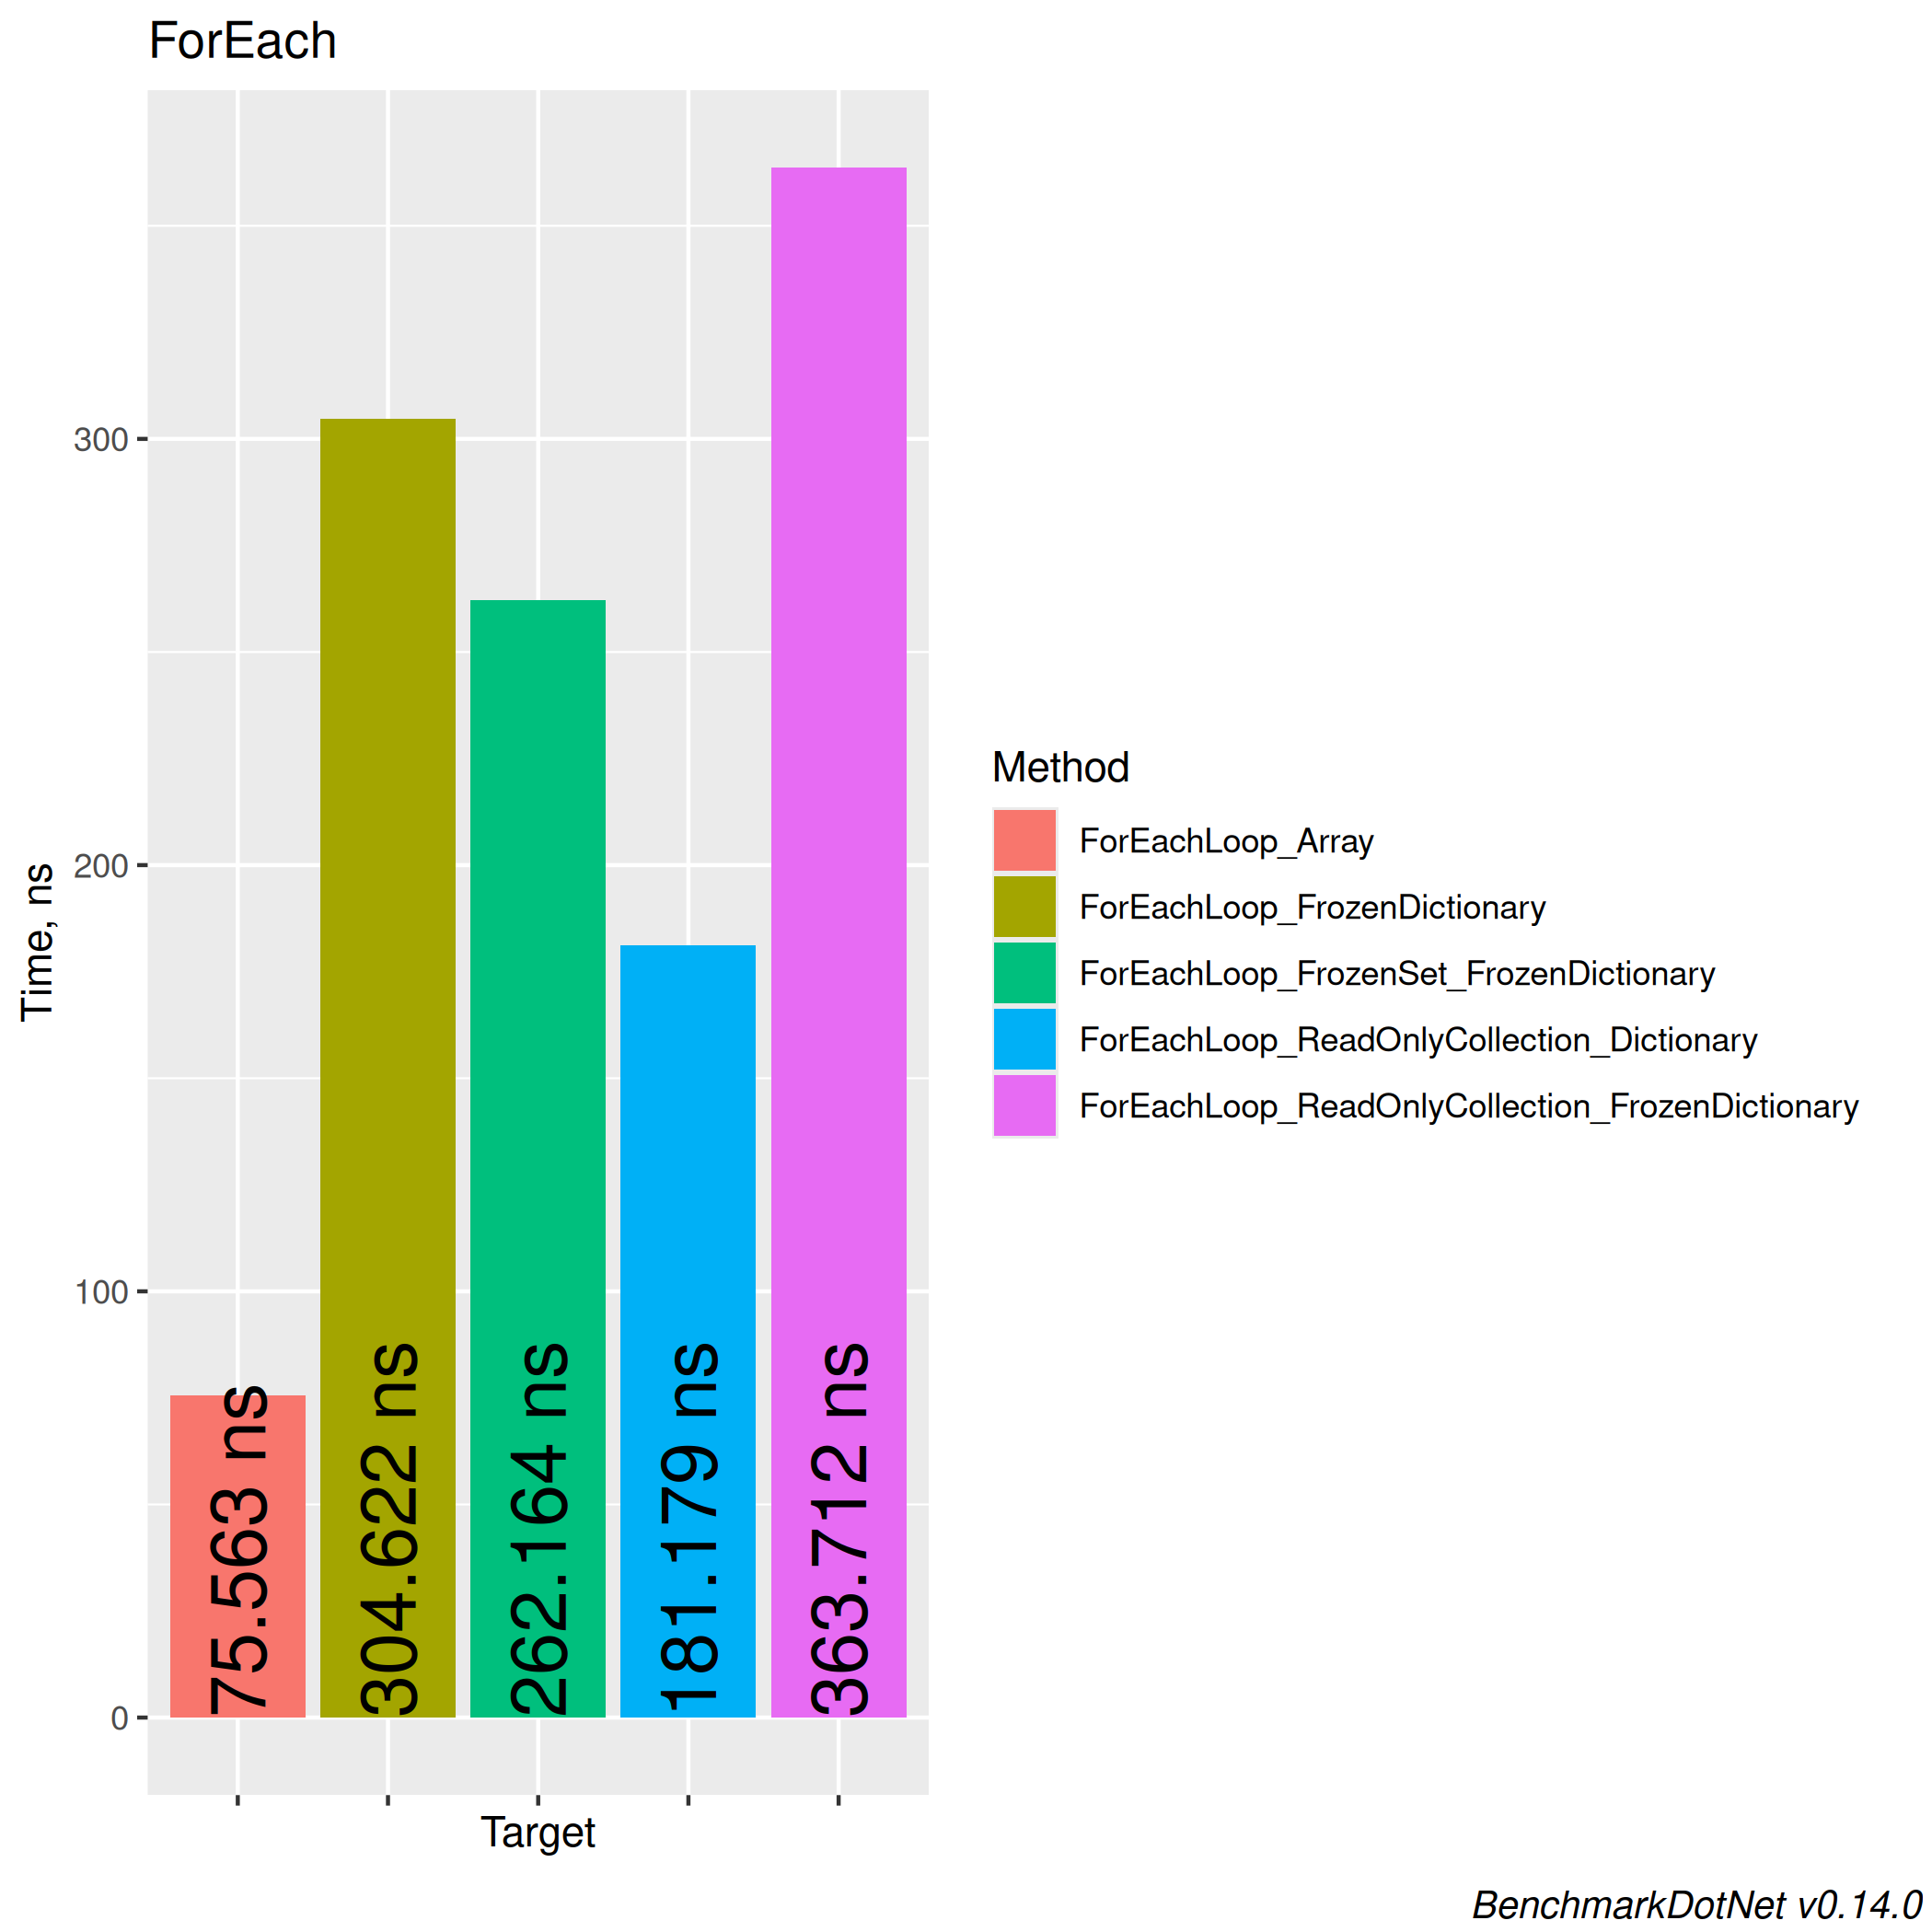 ForEach
Time, ns
300
200
100
0
75.563 ns
304.622 ns
262.164 ns
181.179 ns
363.712 ns
Target
Method
ForEachLoop_Array
ForEachLoop_FrozenDictionary
ForEachLoop_FrozenSet_FrozenDictionary
ForEachLoop_ReadOnlyCollection_Dictionary
ForEachLoop_ReadOnlyCollection_FrozenDictionary
BenchmarkDotNet v0.14.0